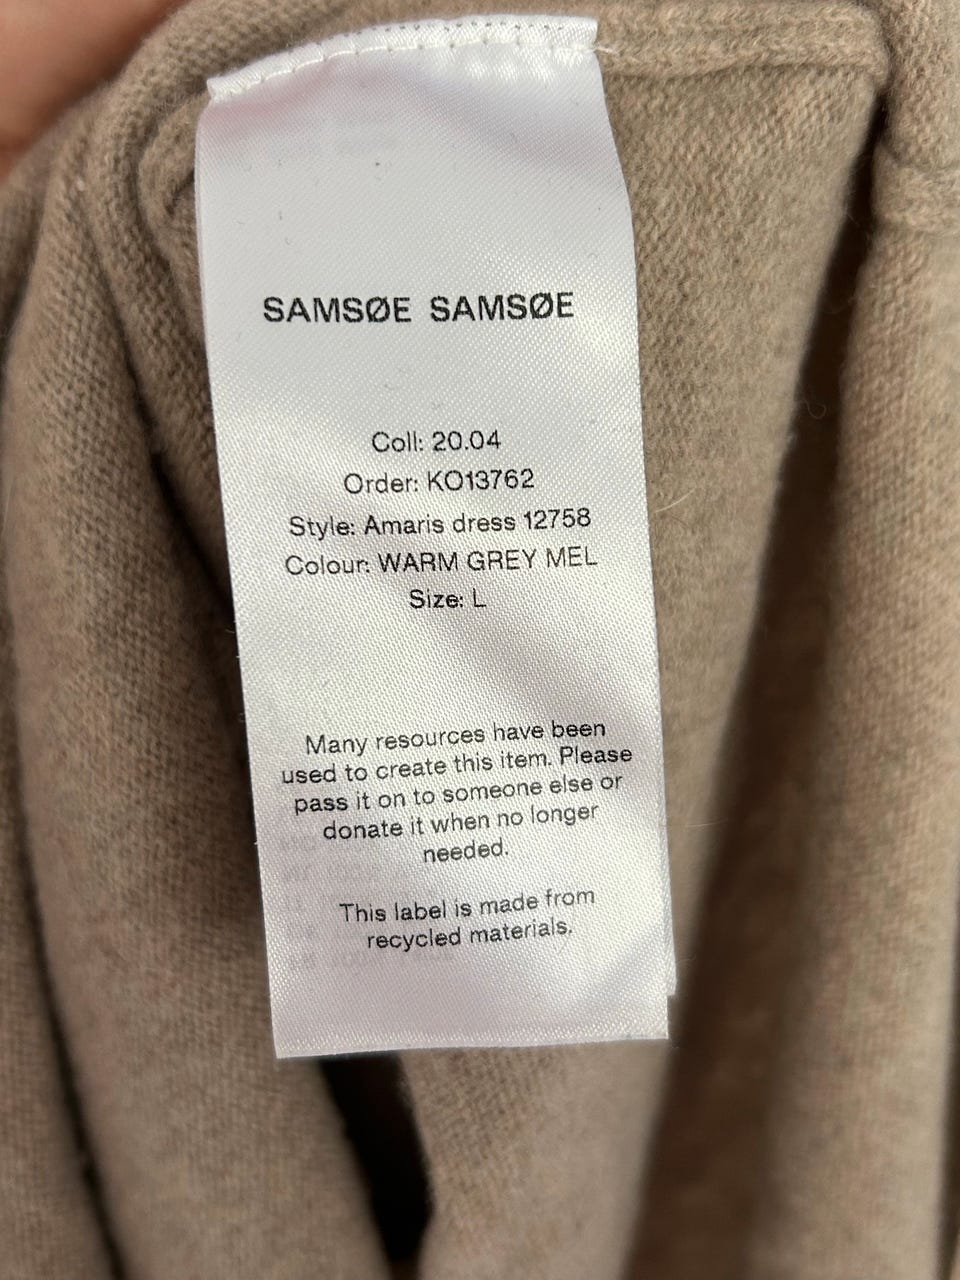 SAMSØE SAMSØE
Coll: 20.04
Order: KO13762
Style: Amaris dress 12758
Colour: WARM GREY MEL
Size: L
Many resources have been
used to create this item. Please
pass it on to someone else or
donate it when no longer
needed.
This label is made from
recycled materials.